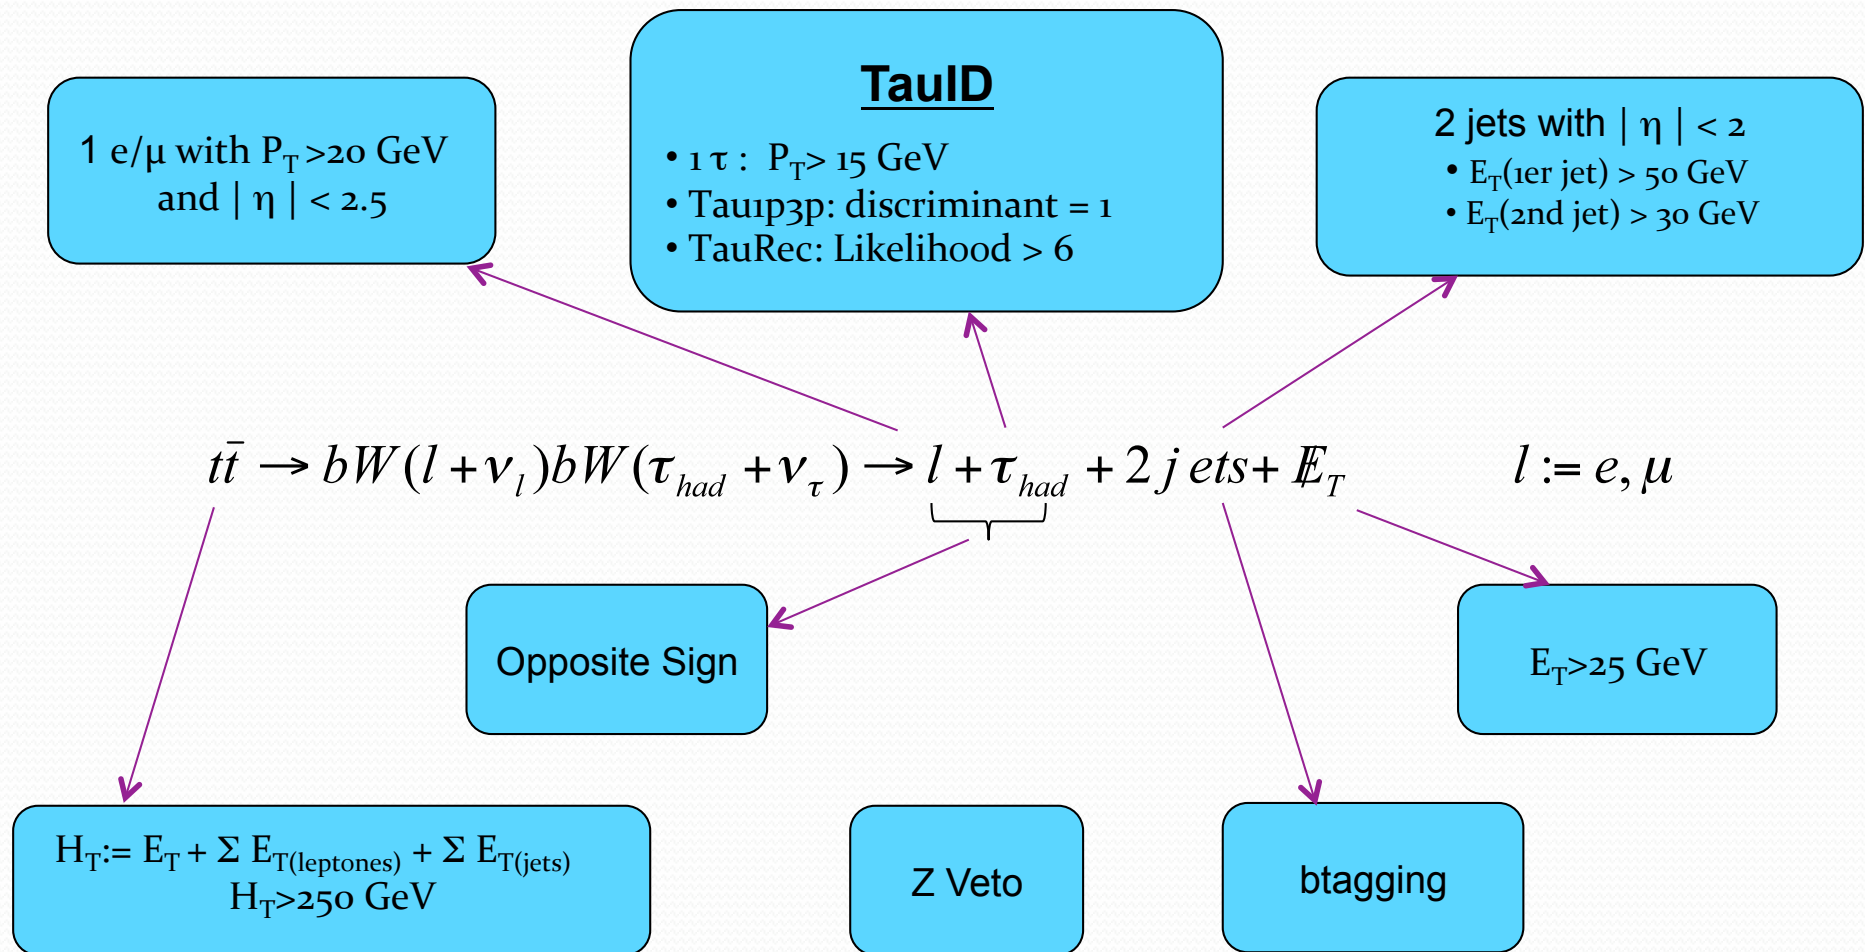 TauID
1 e/μ with P_T >20 GeV
and | η | < 2.5
• 1 τ : P_T> 15 GeV
• Tau1p3p: discriminant = 1
• TauRec: Likelihood > 6
2 jets with | η | < 2
• E_T(1er jet) > 50 GeV
• E_T(2nd jet) > 30 GeV
tt̄ → bW(l + ν_l)bW(τ_had + ν_τ) → l + τ_had + 2 jets + E̸_T l := e, μ
Opposite Sign
E_T>25 GeV
H_T:= E_T + Σ E_T(leptones) + Σ E_T(jets)
H_T>250 GeV
Z Veto
btagging